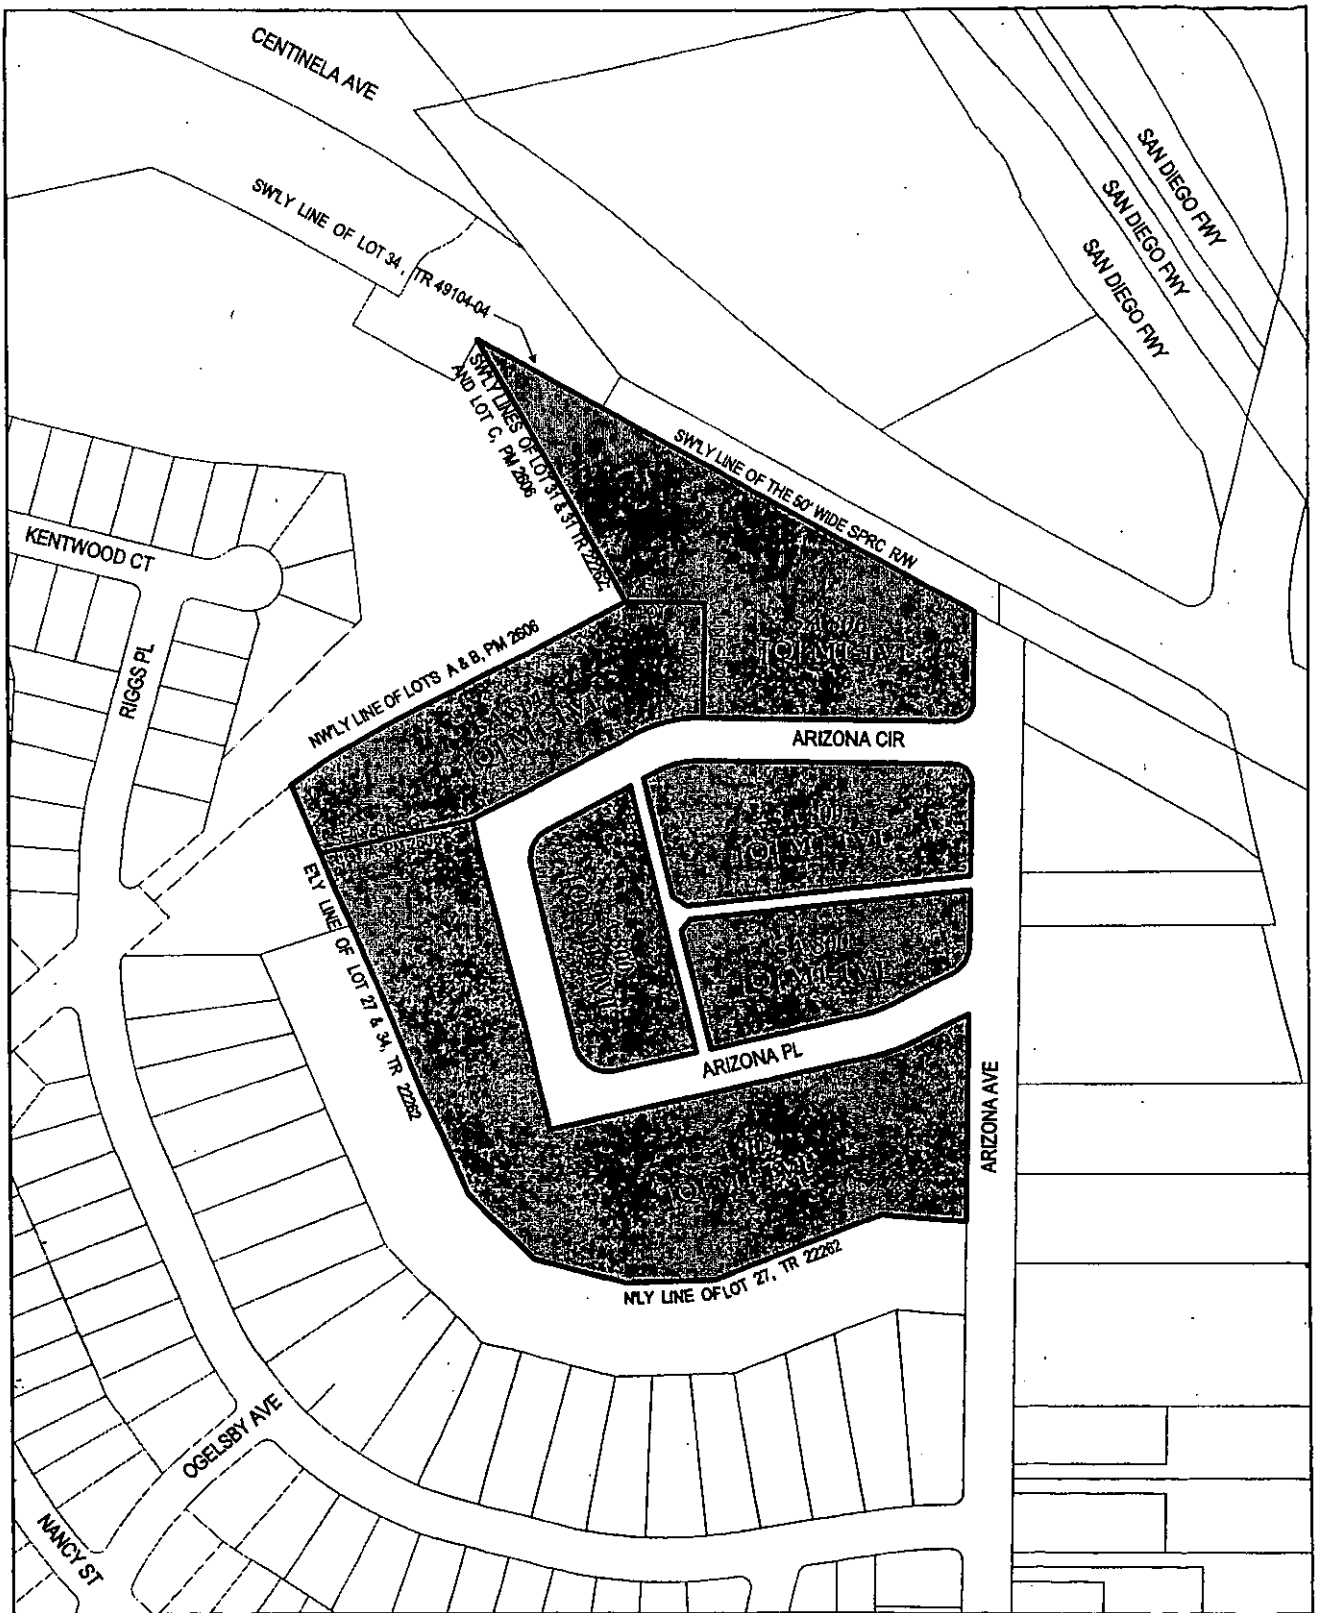 CENTINELA AVE
SAN DIEGO FWY
SAN DIEGO FWY
SAN DIEGO FWY
SW'LY LINE OF LOT 34, TR 49104-04
SW'LY LINES OF LOT 31 & 31 TR 22262;
AND LOT C, PM 2606
SW'LY LINE OF THE 50' WIDE SPRC R/W
KENTWOOD CT
RIGGS PL
NW'LY LINE OF LOTS A & B, PM 2606
ARIZONA CIR
E'LY LINE OF LOT 27 & 34, TR 22262
ARIZONA PL
ARIZONA AVE
N'LY LINE OF LOT 27, TR 22262
OGELSBY AVE
NANCY ST